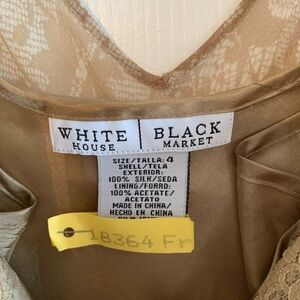 WHITE HOUSE
BLACK MARKET
SIZE/TALLA: 4
SHELL/TELA
EXTERIOR:
100% SILK/SEDA
LINING/FORRO:
100% ACETATE/
ACETATO
MADE IN CHINA/
HECHO EN CHINA
18364 Fr